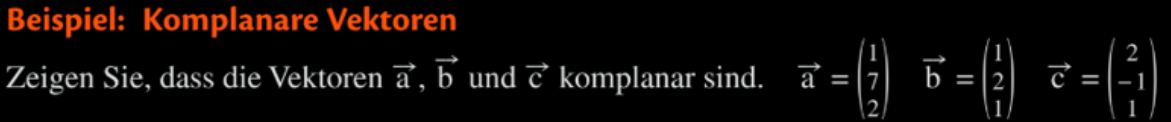 Beispiel: Komplanare Vektoren
Zeigen Sie, dass die Vektoren a⃗, b⃗ und c⃗ komplanar sind. a⃗ = (1 7 2) b⃗ = (1 2 1) c⃗ = (2 −1 1)